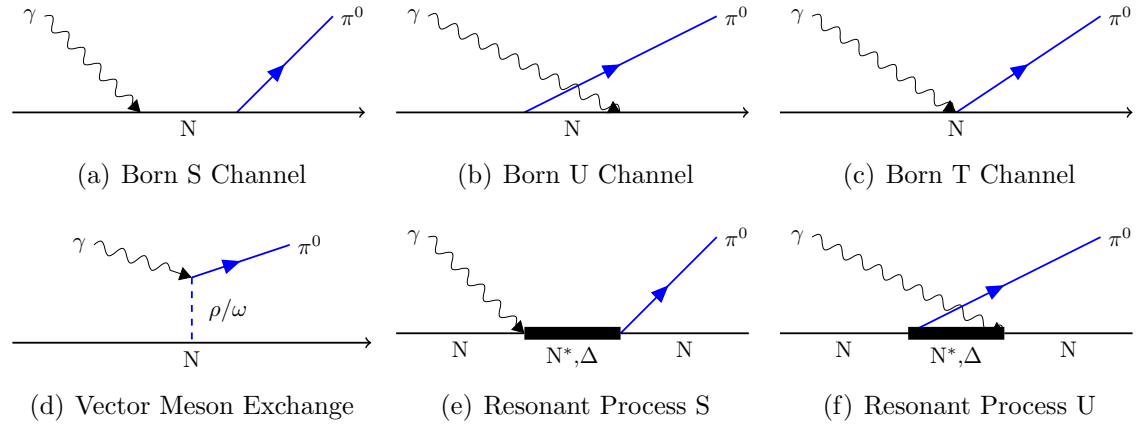 γ π⁰ γ π⁰ γ π⁰
N N N
(a) Born S Channel (b) Born U Channel (c) Born T Channel
γ π⁰ γ π⁰ γ π⁰
ρ/ω
N N N*,Δ N N N*,Δ N
(d) Vector Meson Exchange (e) Resonant Process S (f) Resonant Process U